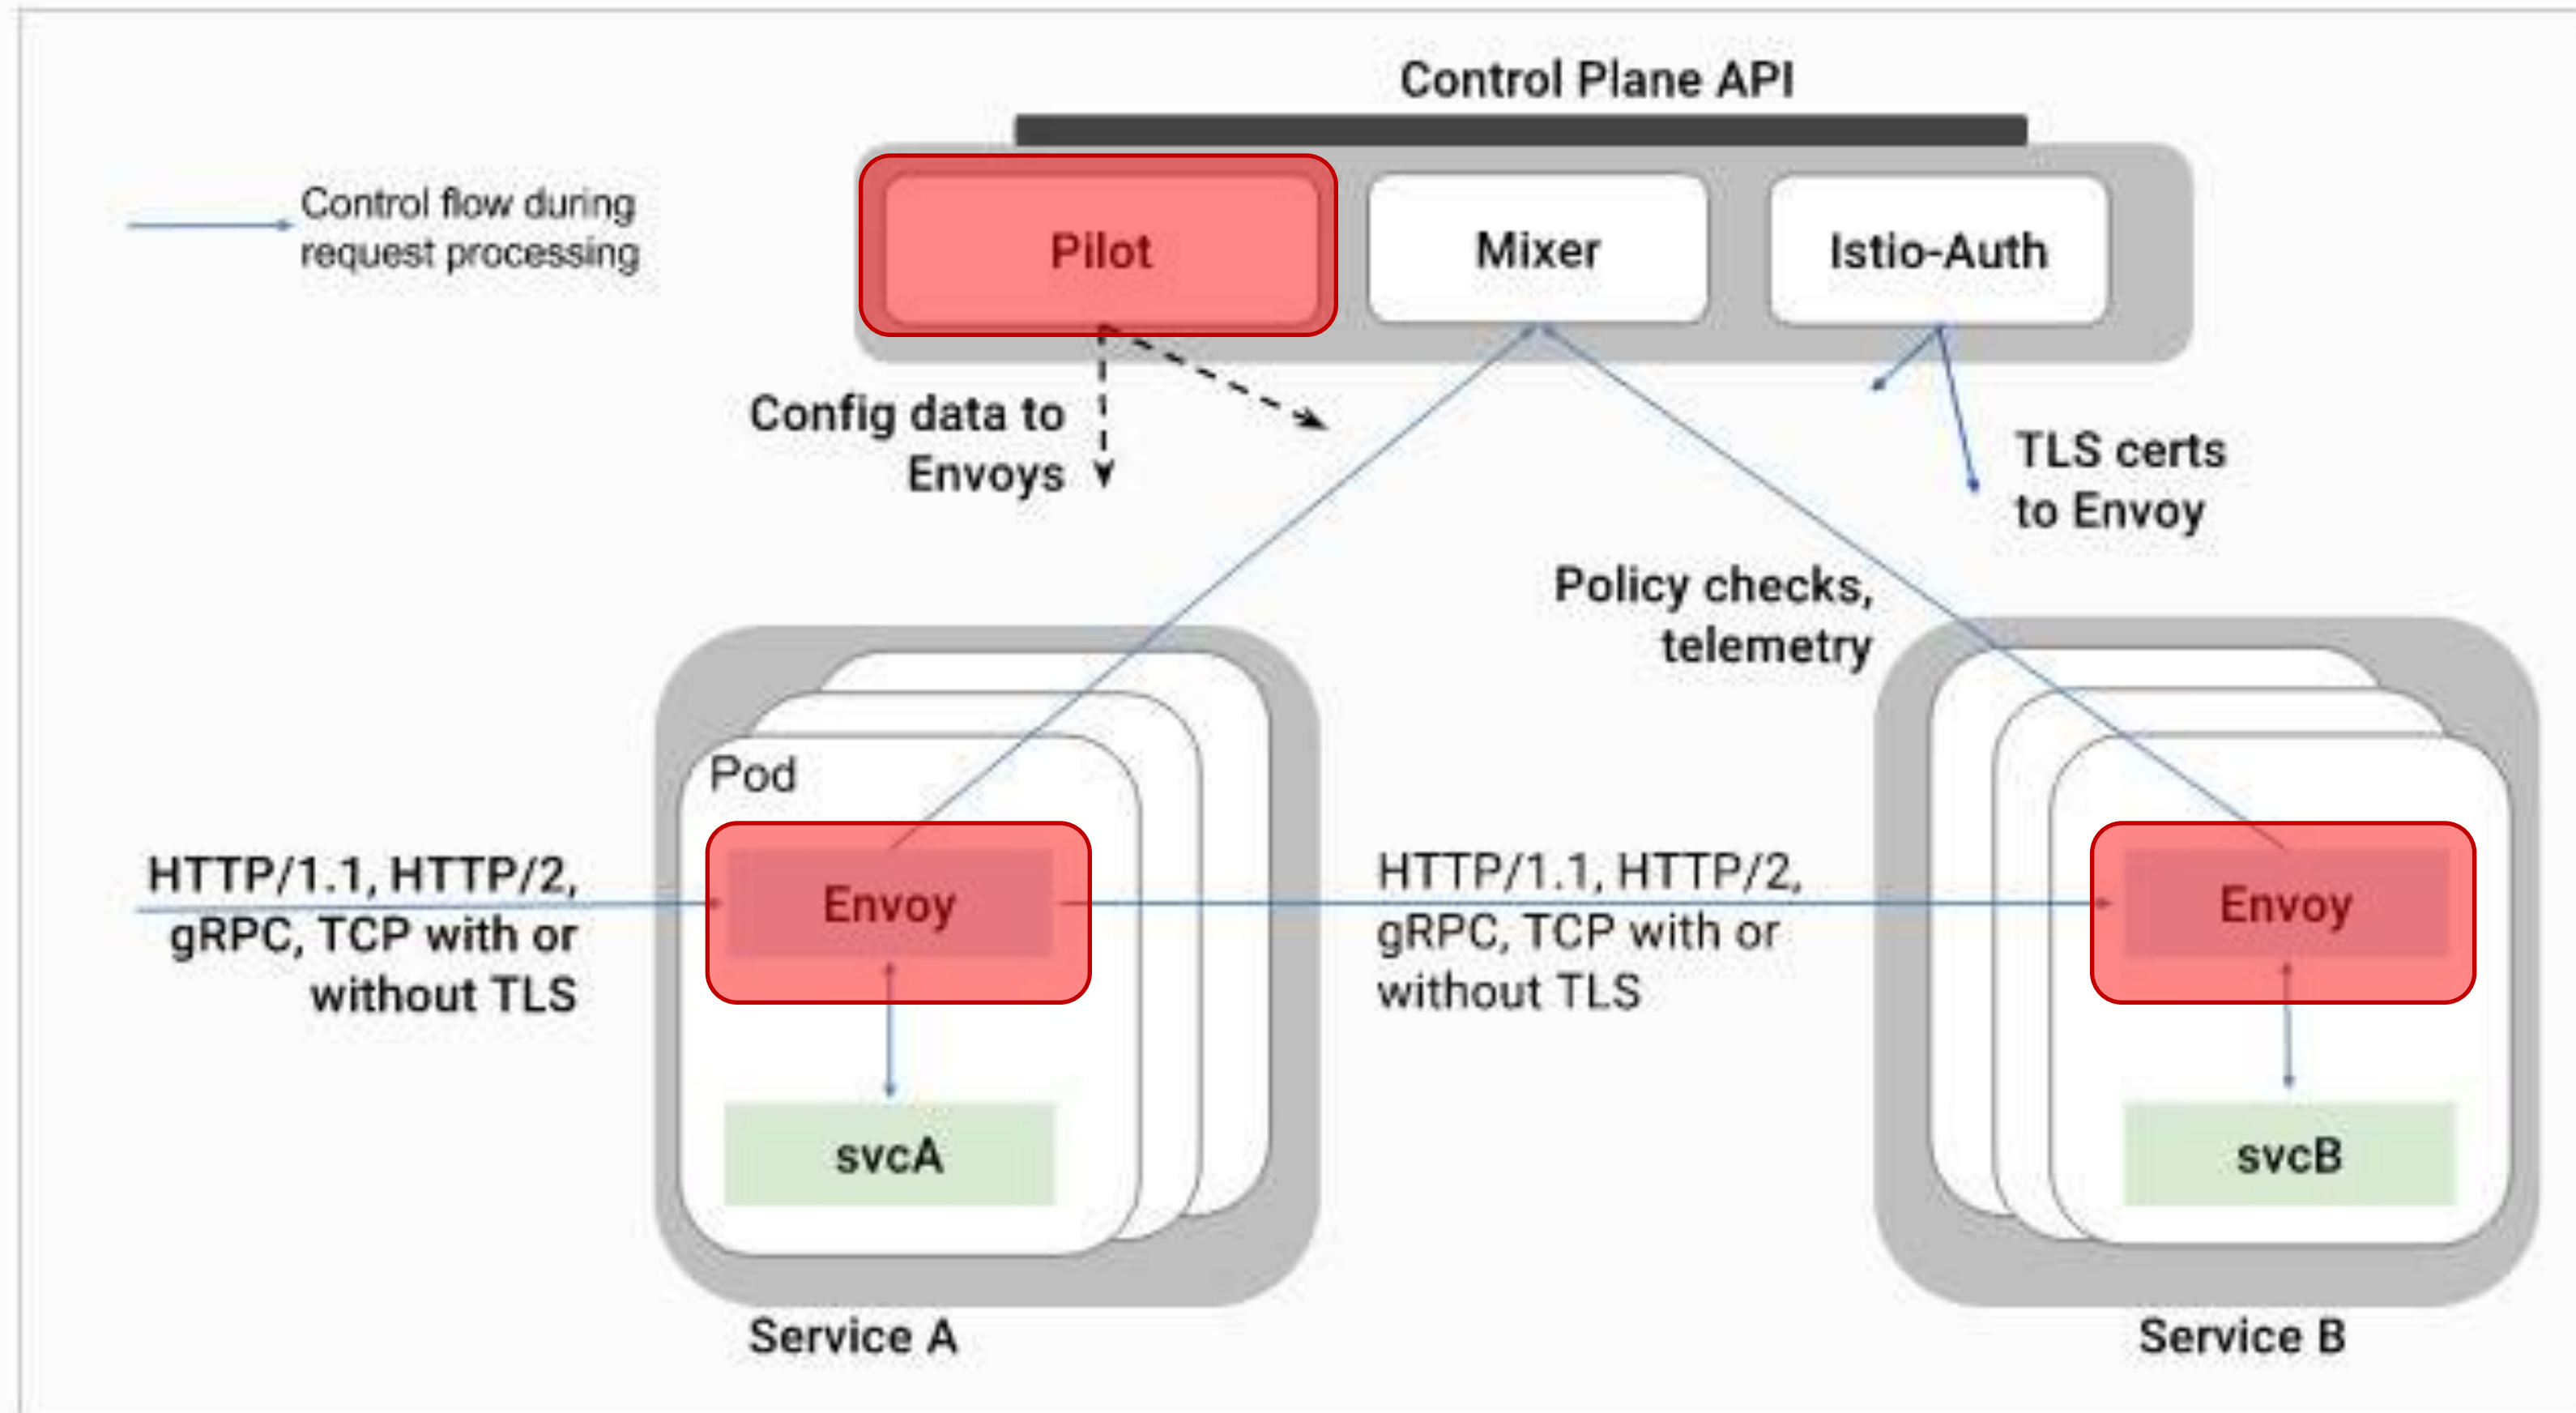 Control Plane API
Control flow during
request processing
Pilot
Mixer
Istio-Auth
Config data to
Envoys
TLS certs
to Envoy
Policy checks,
telemetry
Pod
HTTP/1.1, HTTP/2,
gRPC, TCP with or
without TLS
Envoy
HTTP/1.1, HTTP/2,
gRPC, TCP with or
without TLS
Envoy
svcA
svcB
Service A
Service B